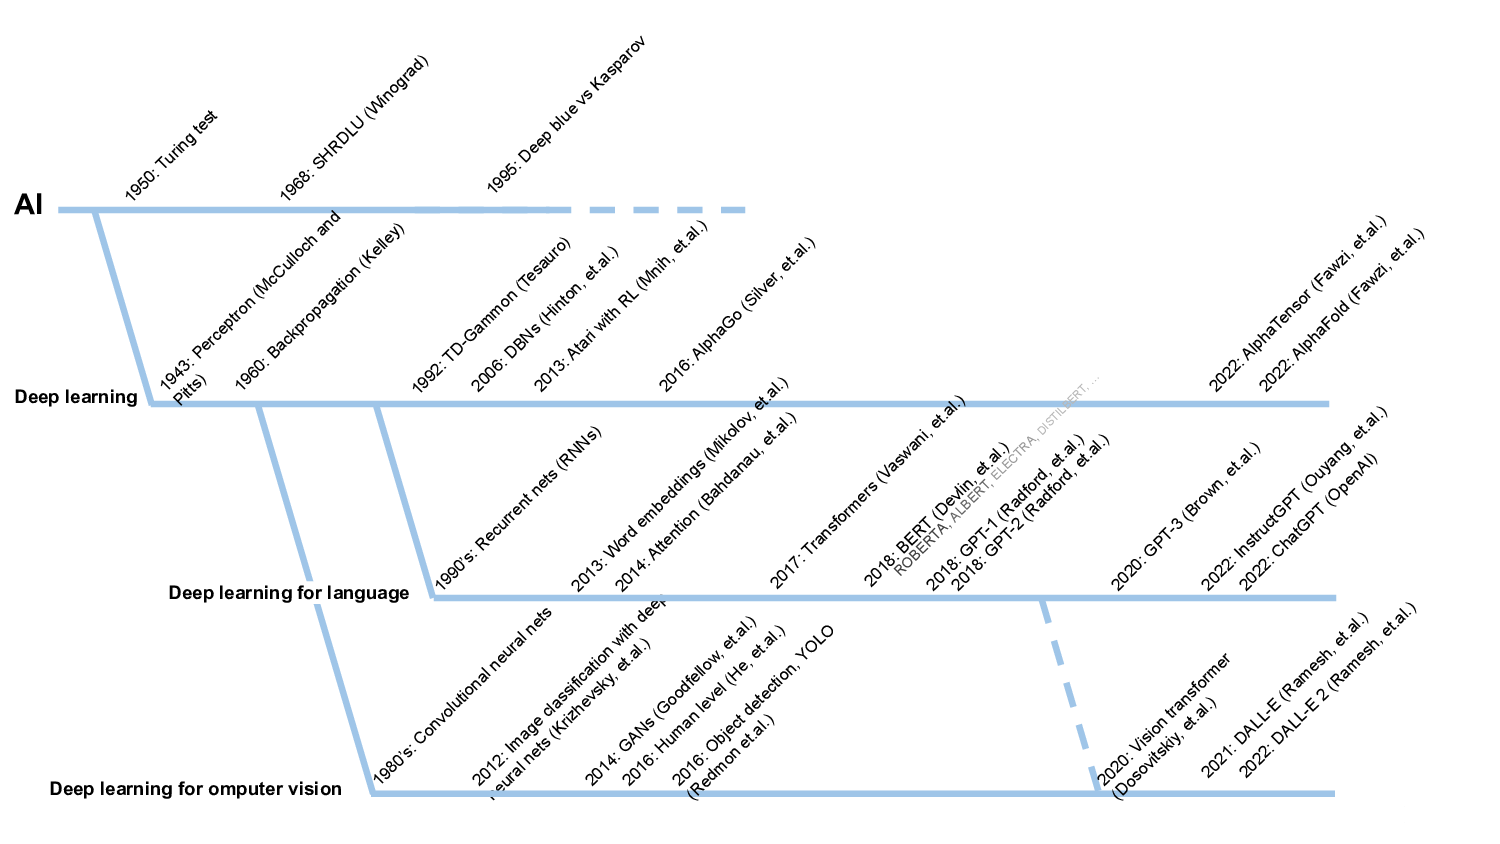 AI
1950: Turing test
1968: SHRDLU (Winograd)
1995: Deep blue vs Kasparov
Deep learning
1943: Perceptron (McCulloch and
Pitts)
1960: Backpropagation (Kelley)
1992: TD-Gammon (Tesauro)
2006: DBNs (Hinton, et.al.)
2013: Atari with RL (Mnih, et.al.)
2016: AlphaGo (Silver, et.al.)
2022: AlphaTensor (Fawzi, et.al.)
2022: AlphaFold (Fawzi, et.al.)
Deep learning for language
1990's: Recurrent nets (RNNs)
2013: Word embeddings (Mikolov, et.al.)
2014: Attention (Bahdanau, et.al.)
2017: Transformers (Vaswani, et.al.)
2018: BERT (Devlin, et.al.)
ROBERTA, ALBERT, ELECTRA, DISTILBERT, ...
2018: GPT-1 (Radford, et.al.)
2018: GPT-2 (Radford, et.al.)
2020: GPT-3 (Brown, et.al.)
2022: InstructGPT (Ouyang, et.al.)
2022: ChatGPT (OpenAI)
Deep learning for omputer vision
1980's: Convolutional neural nets
2012: Image classification with deep
neural nets (Krizhevsky, et.al.)
2014: GANs (Goodfellow, et.al.)
2016: Human level (He, et.al.)
2016: Object detection, YOLO
(Redmon et.al.)
2020: Vision transformer
(Dosovitskiy, et.al.)
2021: DALL-E (Ramesh, et.al.)
2022: DALL-E 2 (Ramesh, et.al.)